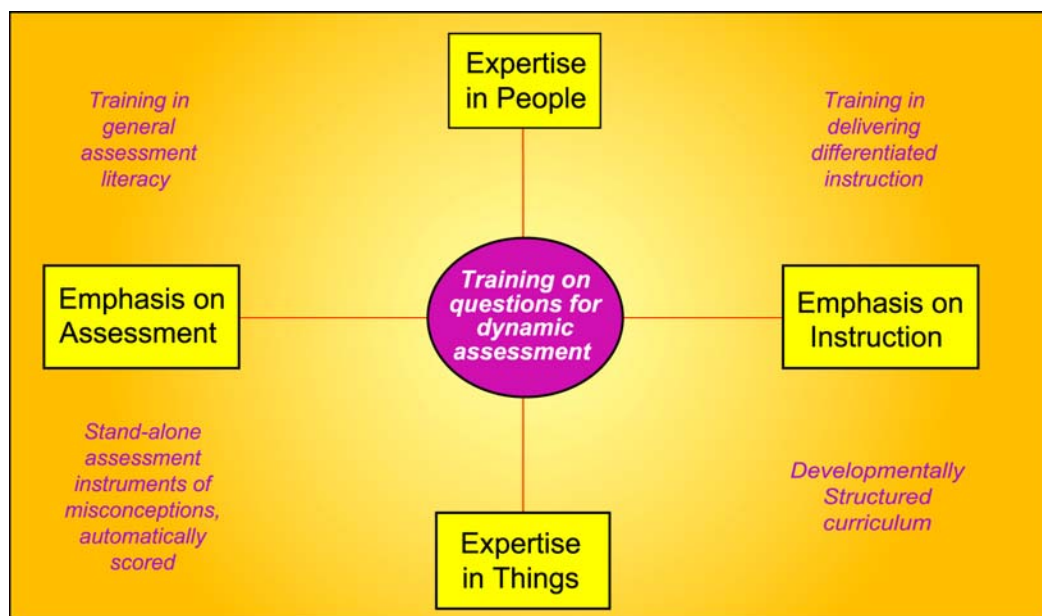 Expertise
in People
Training in
general
assessment
literacy
Training in
delivering
differentiated
instruction
Emphasis on
Assessment
Training on
questions for
dynamic
assessment
Emphasis on
Instruction
Stand-alone
assessment
instruments of
misconceptions,
automatically
scored
Developmentally
Structured
curriculum
Expertise
in Things